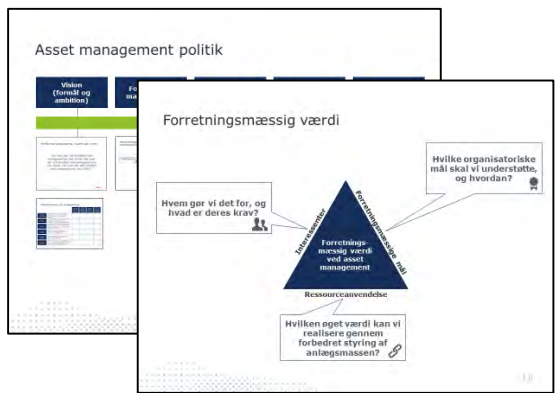 Asset management politik
Vision
(formål og
ambition)
Forretningsmæssig værdi
Hvem gør vi det for, og
hvad er deres krav?
Hvilke organisatoriske
mål skal vi understøtte,
og hvordan?
Interessenter
Forretningsmæssige mål
Forretnings-
mæssig værdi
ved asset
management
Ressourceanvendelse
Hvilken øget værdi kan vi
realisere gennem
forbedret styring af
anlægsmassen?